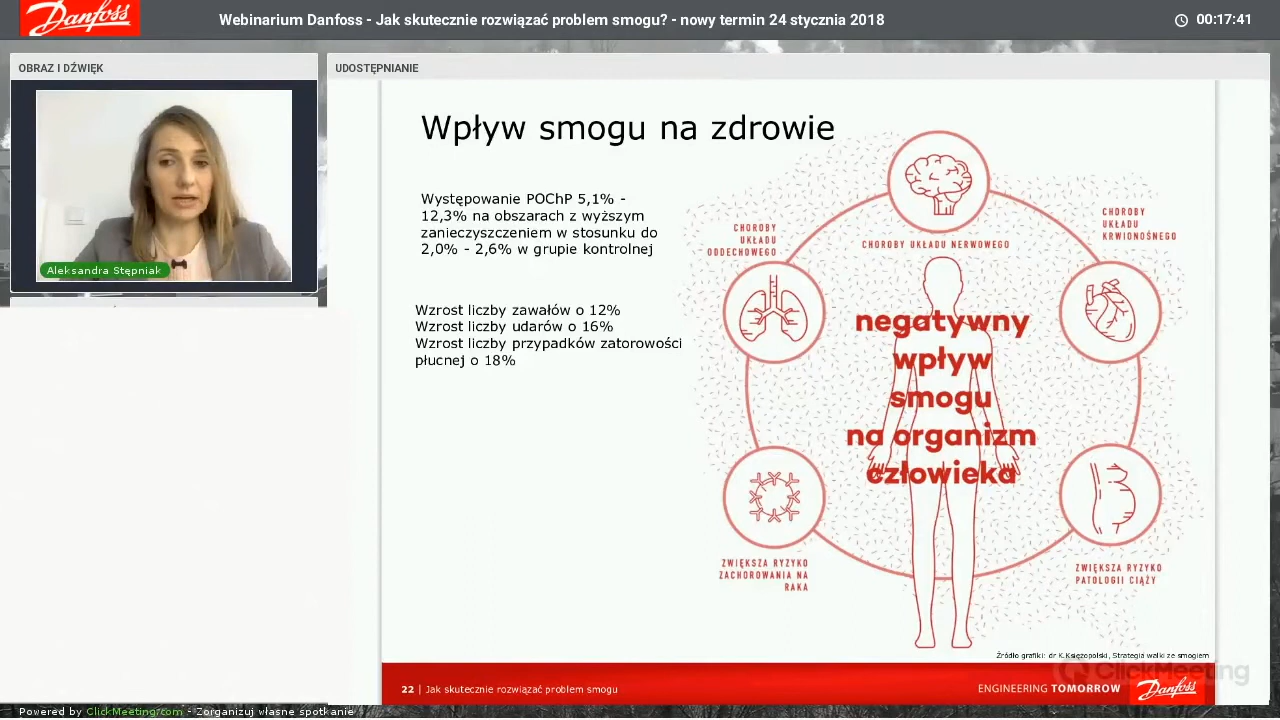 Danfoss
Webinarium Danfoss - Jak skutecznie rozwiązać problem smogu? - nowy termin 24 stycznia 2018
00:17:41
OBRAZ I DŹWIĘK
UDOSTĘPNIANIE
Aleksandra Stępniak
Wpływ smogu na zdrowie
Występowanie POChP 5,1% -
12,3% na obszarach z wyższym
zanieczyszczeniem w stosunku do
2,0% - 2,6% w grupie kontrolnej
Wzrost liczby zawałów o 12%
Wzrost liczby udarów o 16%
Wzrost liczby przypadków zatorowości
płucnej o 18%
CHOROBY UKŁADU NERWOWEGO
CHOROBY
UKŁADU
ODDECHOWEGO
CHOROBY
UKŁADU
KRWIONOŚNEGO
negatywny
wpływ
smogu
na organizm
człowieka
ZWIĘKSZA RYZYKO
ZACHOROWANIA NA
RAKA
ZWIĘKSZA RYZYKO
PATOLOGII CIĄŻY
Źródło grafiki: dr K.Księżopolski, Strategia walki ze smogiem
22 | Jak skutecznie rozwiązać problem smogu
ENGINEERING TOMORROW
Danfoss
ClickMeeting
Powered by ClickMeeting.com - Zorganizuj własne spotkanie